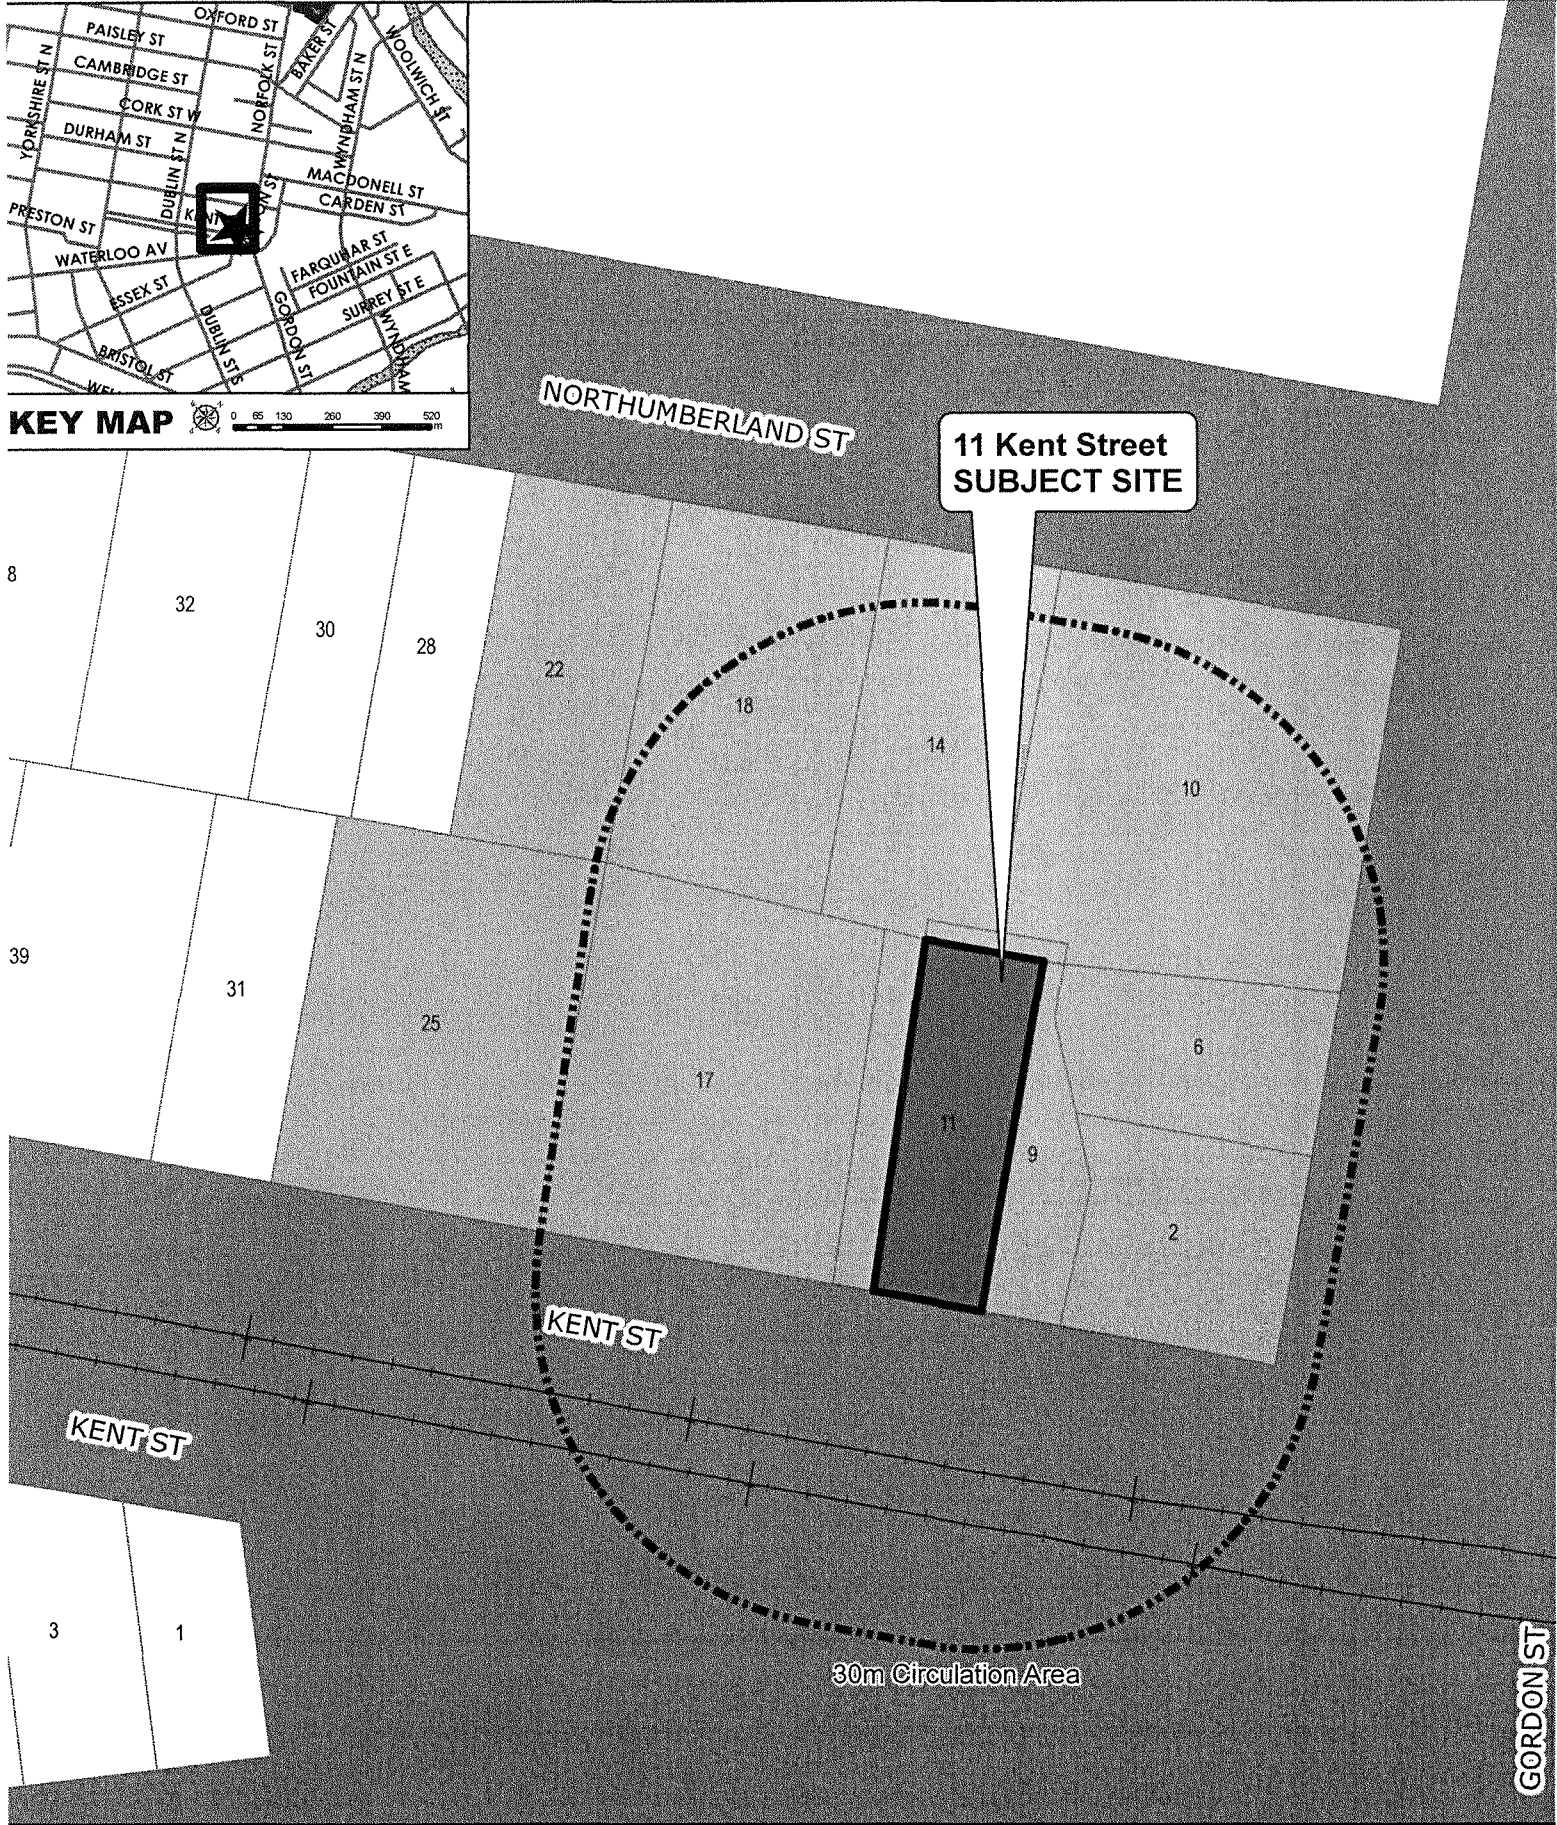 OXFORD ST
PAISLEY ST
BAKER ST
WOOLWICH ST
YORKSHIRE ST N
CAMBRIDGE ST
NORFOLK ST
WYNDHAM ST N
CORK ST W
DURHAM ST
DUBLIN ST N
MACDONELL ST
CARDEN ST
KENT
PRESTON ST
WATERLOO AV
FARQUHAR ST
FOUNTAIN ST E
ESSEX ST
SURREY ST E
GORDON ST
DUBLIN ST S
WYNDHAM
BRISTOL ST
KEY MAP
0 65 130 260 390 520
m
NORTHUMBERLAND ST
11 Kent Street
SUBJECT SITE
8
32
30
28
22
18
14
10
39
31
25
17
11
9
6
2
KENT ST
KENT ST
3
1
30m Circulation Area
GORDON ST